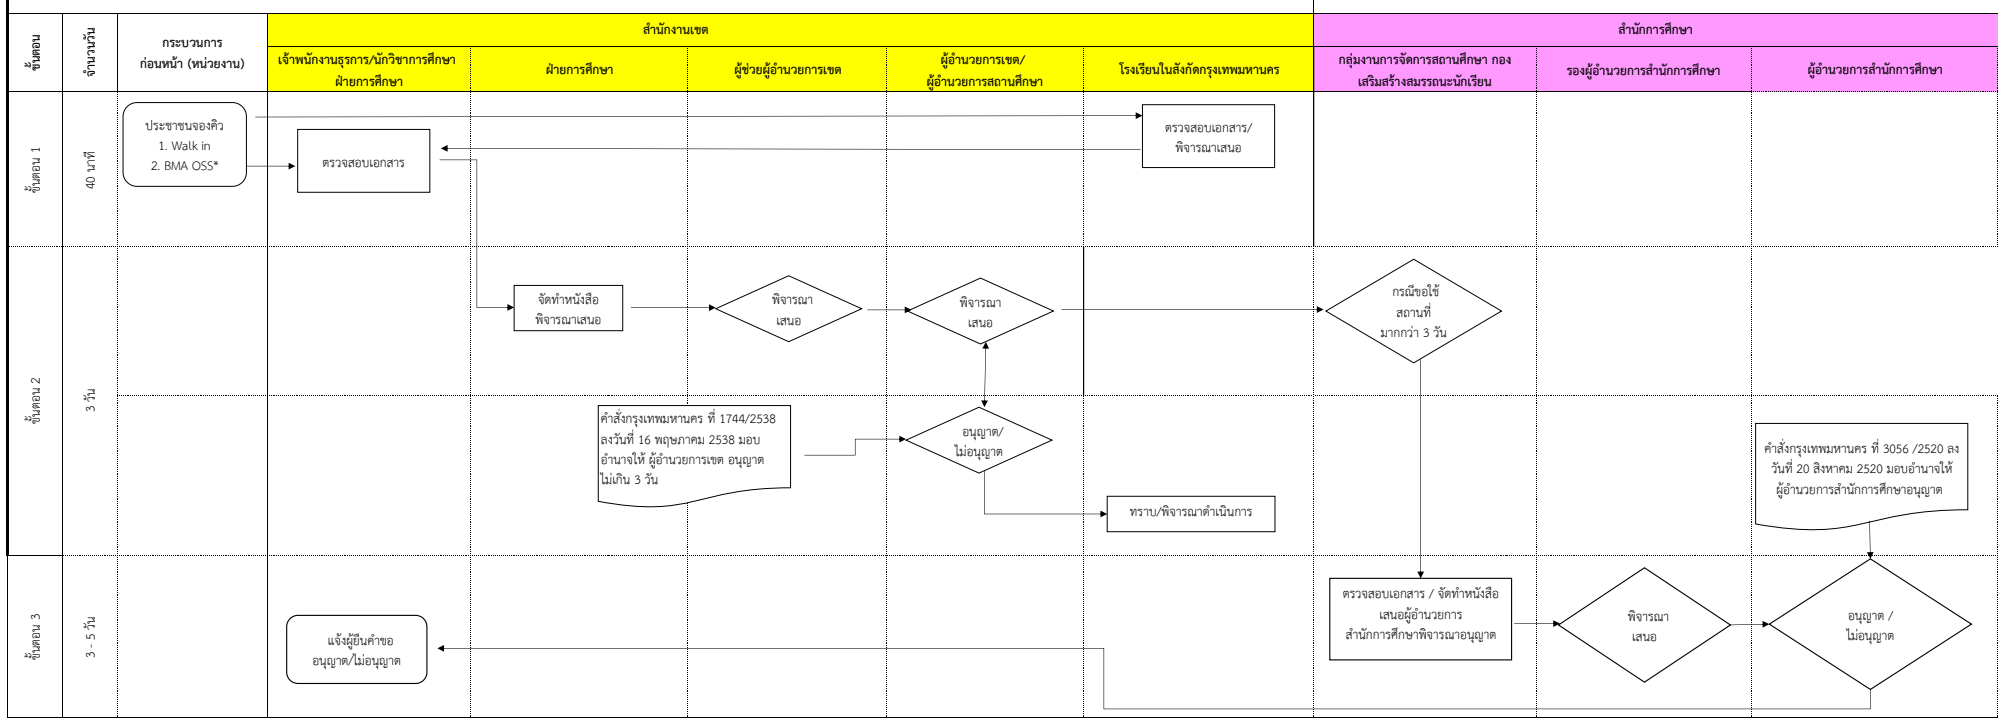 ขั้นตอน
จำนวนวัน
กระบวนการ
ก่อนหน้า (หน่วยงาน)
สำนักงานเขต
สำนักการศึกษา
เจ้าพนักงานธุรการ/นักวิชาการศึกษา
ฝ่ายการศึกษา
ฝ่ายการศึกษา
ผู้ช่วยผู้อำนวยการเขต
ผู้อำนวยการเขต/
ผู้อำนวยการสถานศึกษา
โรงเรียนในสังกัดกรุงเทพมหานคร
กลุ่มงานการจัดการสถานศึกษา กอง
เสริมสร้างสมรรถนะนักเรียน
รองผู้อำนวยการสำนักการศึกษา
ผู้อำนวยการสำนักการศึกษา
ขั้นตอน 1
40 นาที
ประชาชนจองคิว
1. Walk in
2. BMA OSS*
ตรวจสอบเอกสาร
ตรวจสอบเอกสาร/
พิจารณาเสนอ
ขั้นตอน 2
3 วัน
จัดทำหนังสือ
พิจารณาเสนอ
พิจารณา
เสนอ
พิจารณา
เสนอ
กรณีขอใช้
สถานที่
มากกว่า 3 วัน
คำสั่งกรุงเทพมหานคร ที่ 1744/2538
ลงวันที่ 16 พฤษภาคม 2538 มอบ
อำนาจให้ ผู้อำนวยการเขต อนุญาต
ไม่เกิน 3 วัน
อนุญาต/
ไม่อนุญาต
ทราบ/พิจารณาดำเนินการ
คำสั่งกรุงเทพมหานคร ที่ 3056 /2520 ลง
วันที่ 20 สิงหาคม 2520 มอบอำนาจให้
ผู้อำนวยการสำนักการศึกษาอนุญาต
ขั้นตอน 3
3 - 5 วัน
แจ้งผู้ยื่นคำขอ
อนุญาต/ไม่อนุญาต
ตรวจสอบเอกสาร / จัดทำหนังสือ
เสนอผู้อำนวยการ
สำนักการศึกษาพิจารณาอนุญาต
พิจารณา
เสนอ
อนุญาต /
ไม่อนุญาต